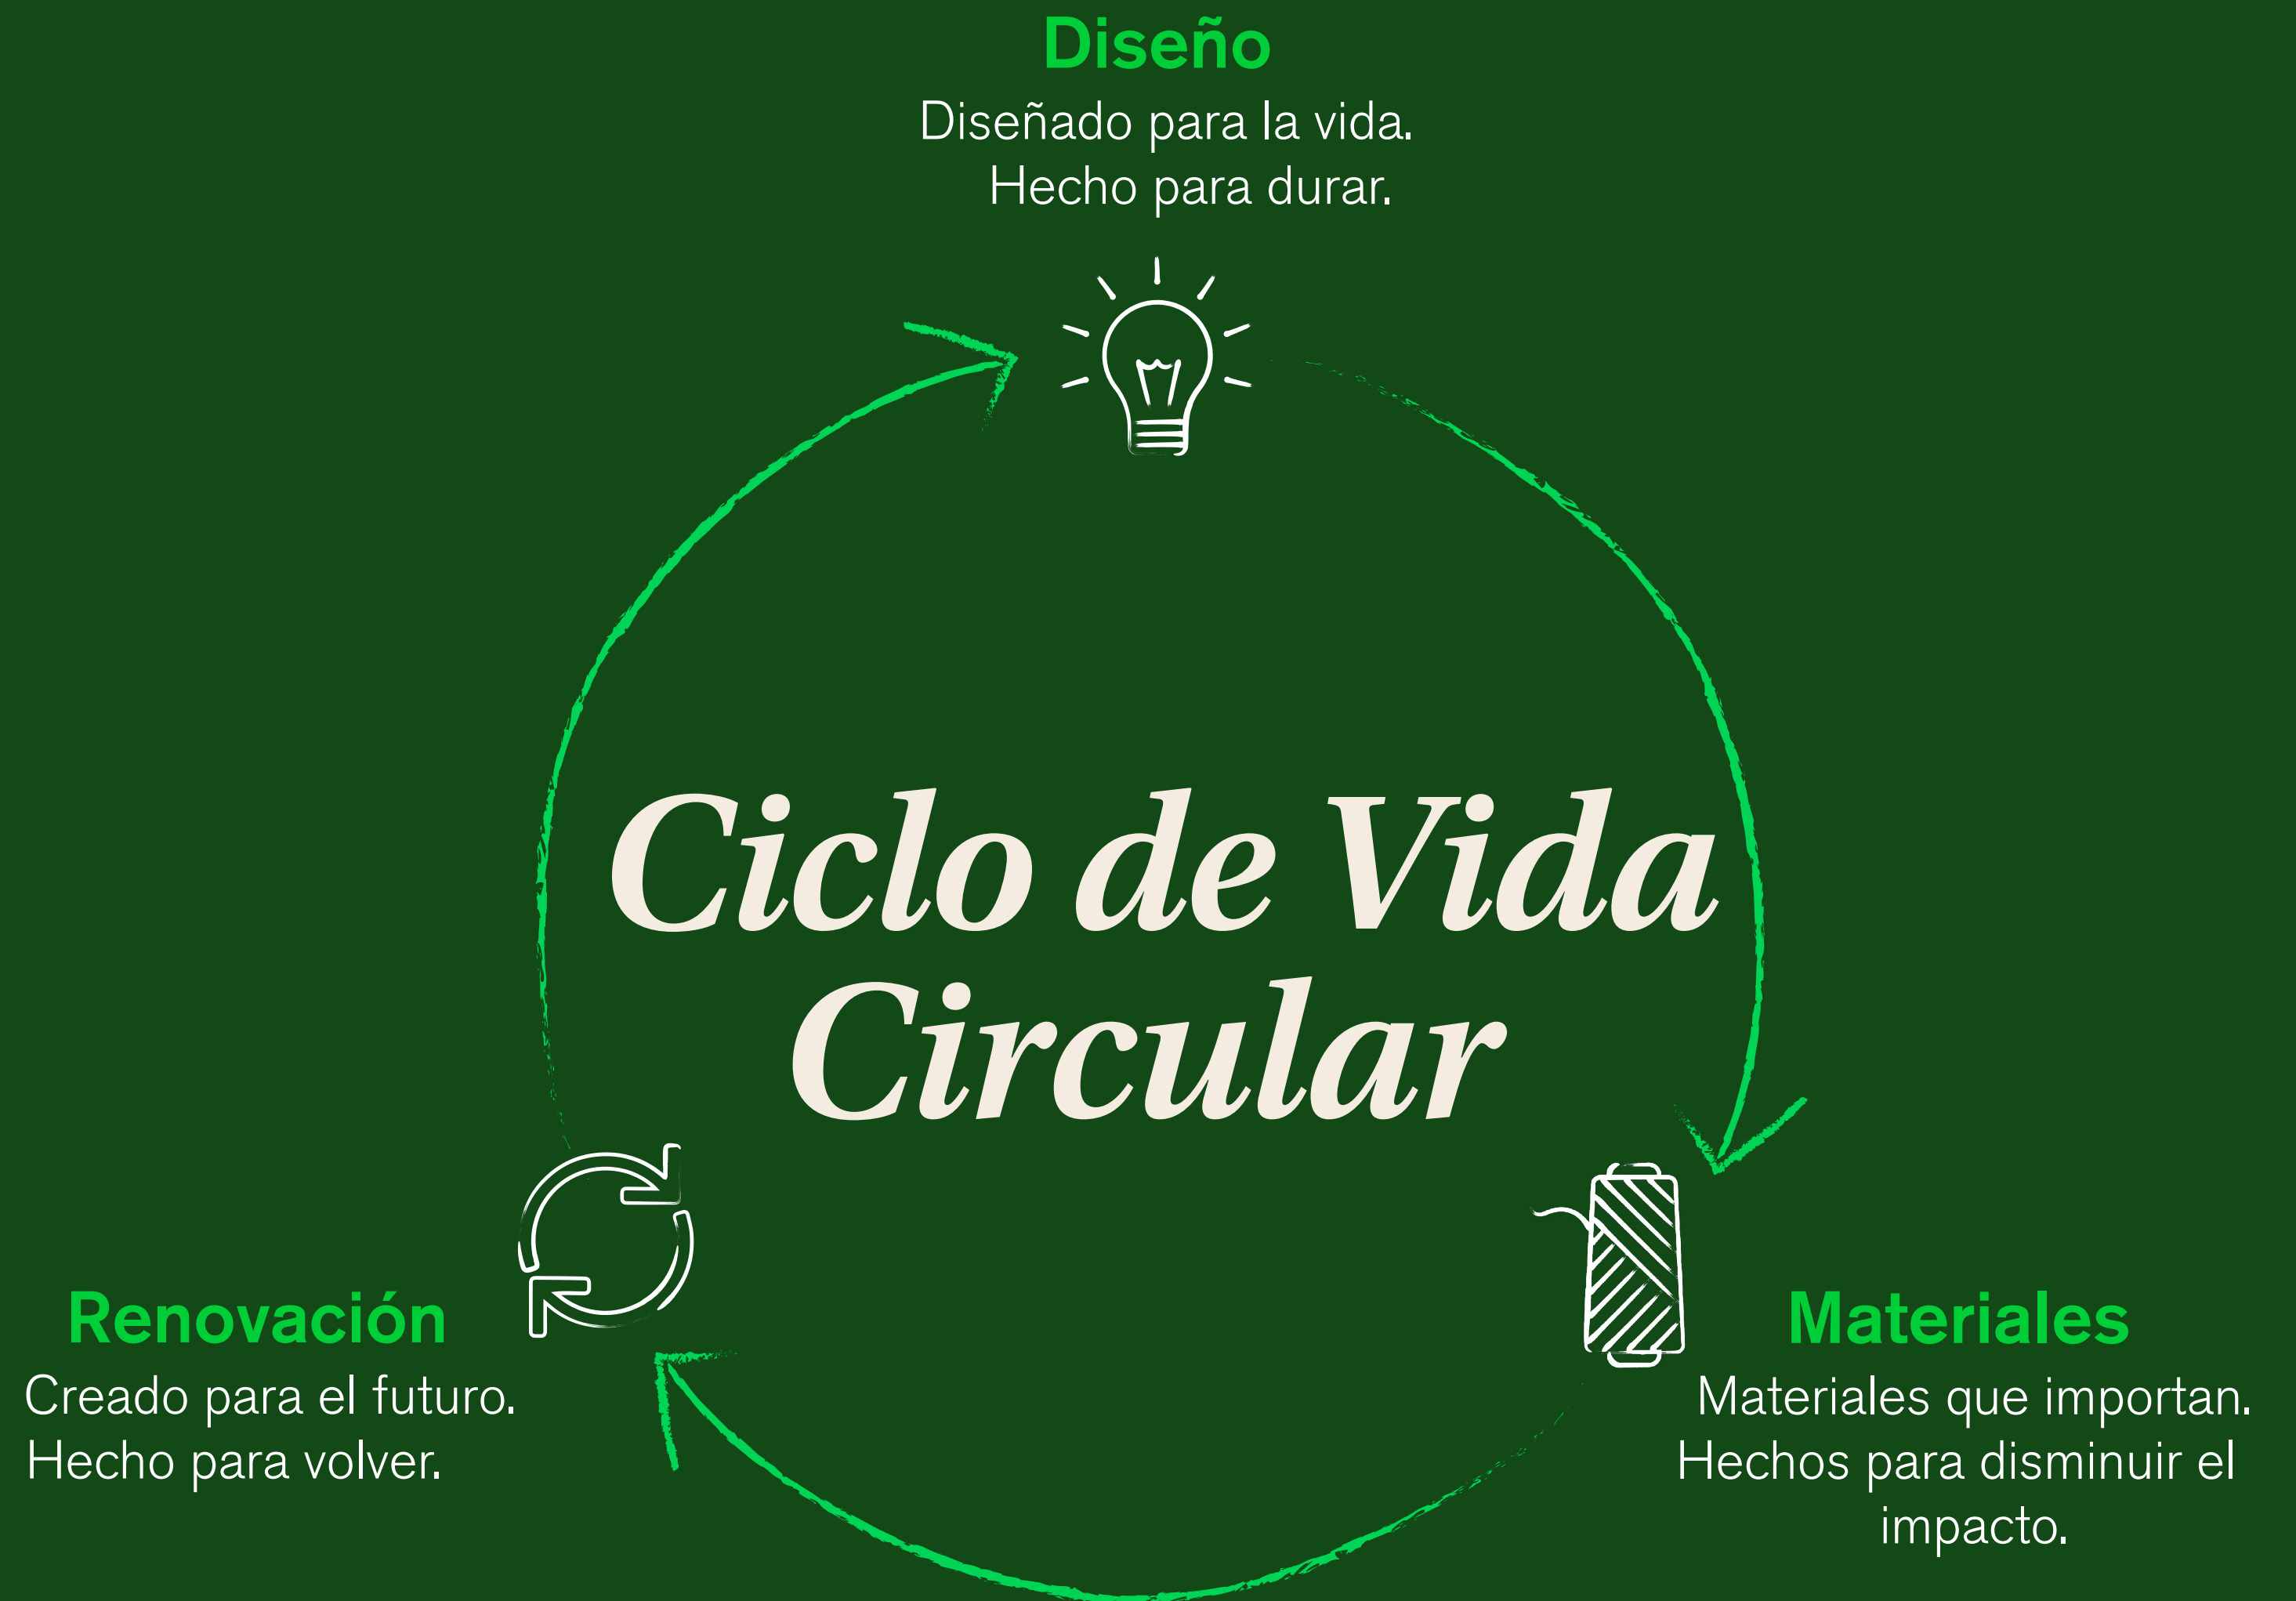 Diseño
Diseñado para la vida.
Hecho para durar.
Ciclo de Vida
Circular
Renovación
Creado para el futuro.
Hecho para volver.
Materiales
Materiales que importan.
Hechos para disminuir el
impacto.